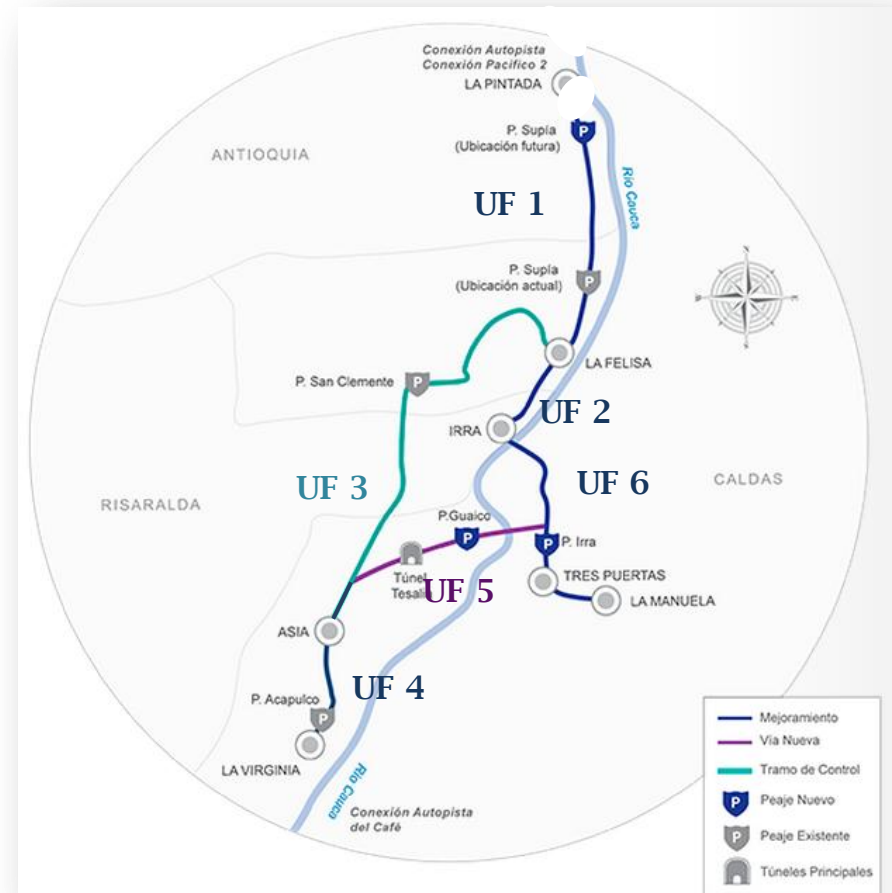 Conexión Autopista
Conexión Pacífico 2
LA PINTADA
P. Supía
(Ubicación futura)
ANTIOQUIA
Río Cauca
UF 1
P. Supía
(Ubicación actual)
LA FELISA
P. San Clemente
UF 2
IRRA
UF 3
UF 6
CALDAS
RISARALDA
P.Guaico
P. Irra
Túnel
Tesalia
UF 5
TRES PUERTAS
LA MANUELA
ASIA
UF 4
P. Acapulco
LA VIRGINIA
Río Cauca
Conexión Autopista
del Café
Mejoramiento
Vía Nueva
Tramo de Control
P Peaje Nuevo
P Peaje Existente
Túneles Principales